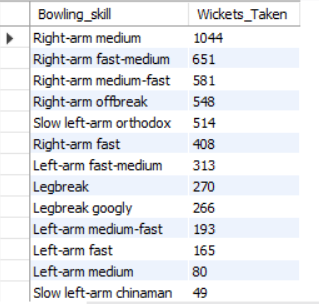 Bowling_skill Wickets_Taken
Right-arm medium 1044
Right-arm fast-medium 651
Right-arm medium-fast 581
Right-arm offbreak 548
Slow left-arm orthodox 514
Right-arm fast 408
Left-arm fast-medium 313
Legbreak 270
Legbreak googly 266
Left-arm medium-fast 193
Left-arm fast 165
Left-arm medium 80
Slow left-arm chinaman 49